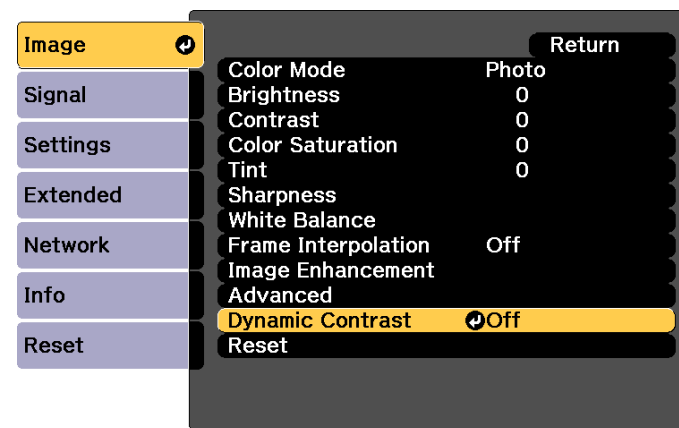 Image
Signal
Settings
Extended
Network
Info
Reset
Return
Color Mode Photo
Brightness 0
Contrast 0
Color Saturation 0
Tint 0
Sharpness
White Balance
Frame Interpolation Off
Image Enhancement
Advanced
Dynamic Contrast Off
Reset